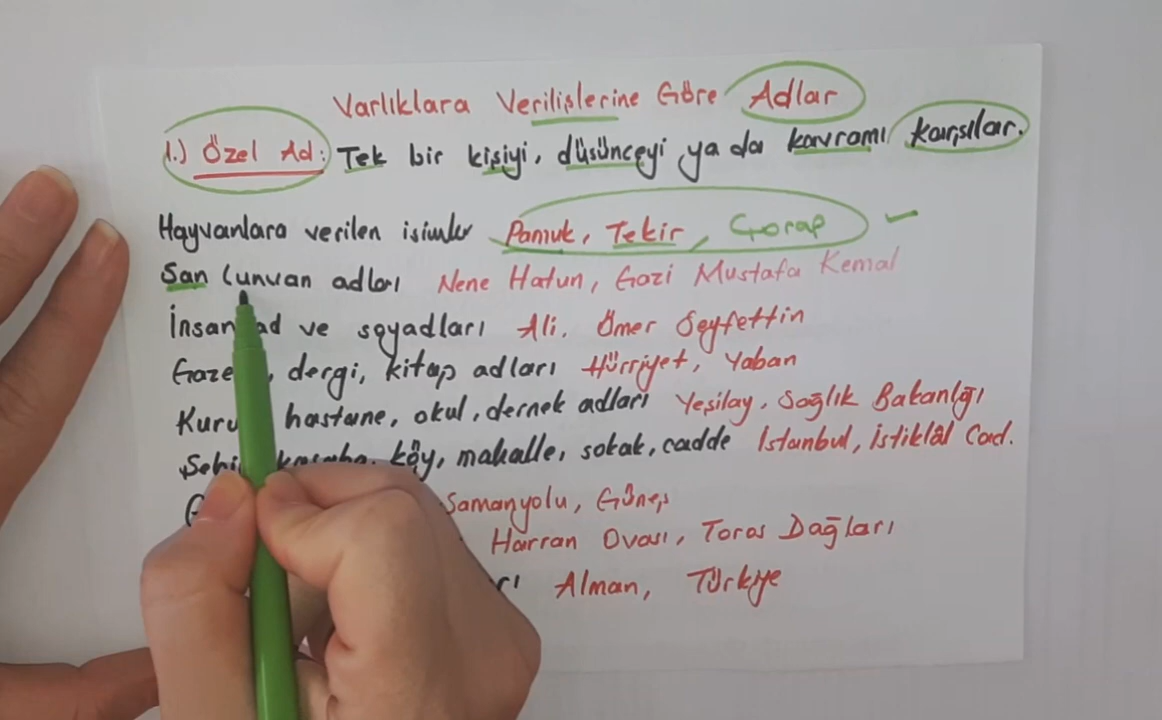 Varlıklara Verilişlerine Göre Adlar
1.) Özel Ad: Tek bir kişiyi, düşünceyi ya da kavramı karşılar.
Hayvanlara verilen isimler Pamuk, Tekir, Çorap
San (unvan adları Nene Hatun, Gazi Mustafa Kemal
İnsan ad ve soyadları Ali, Ömer Seyfettin
dergi, kitap adları Hürriyet, Yaban
hastane, okul, dernek adları Yeşilay, Sağlık Bakanlığı
köy, mahalle, sokak, cadde İstanbul, İstiklâl Cad.
Samanyolu, Güneş
Harran Ovası, Toros Dağları
Alman, Türkiye